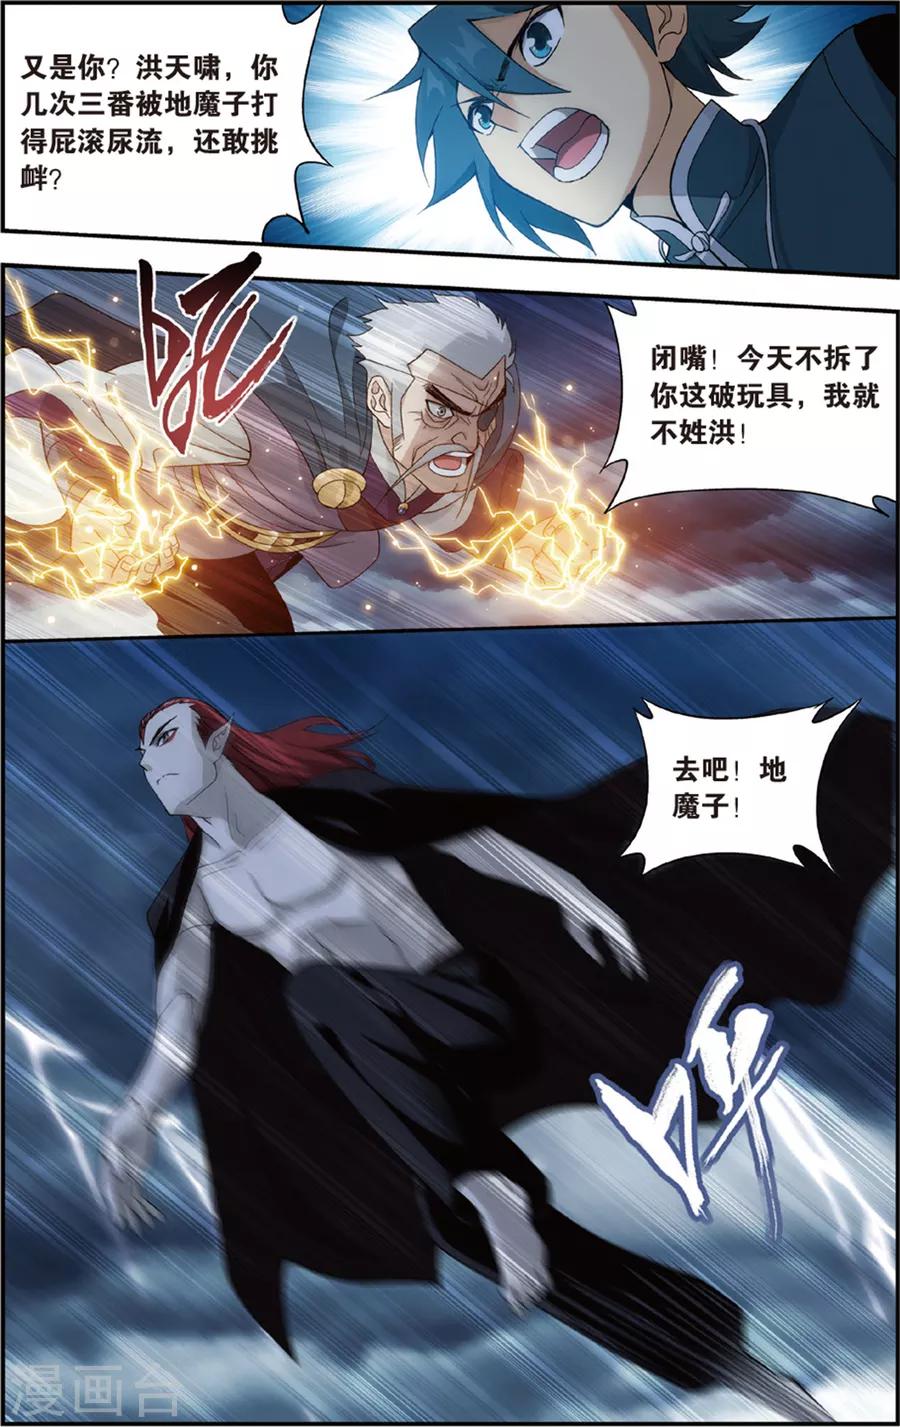 又是你？洪天啸，你
几次三番被地魔子打
得屁滚尿流，还敢挑
衅？
吼
闭嘴！今天不拆了
你这破玩具，我就
不姓洪！
去吧！地
魔子！
呼
漫画台